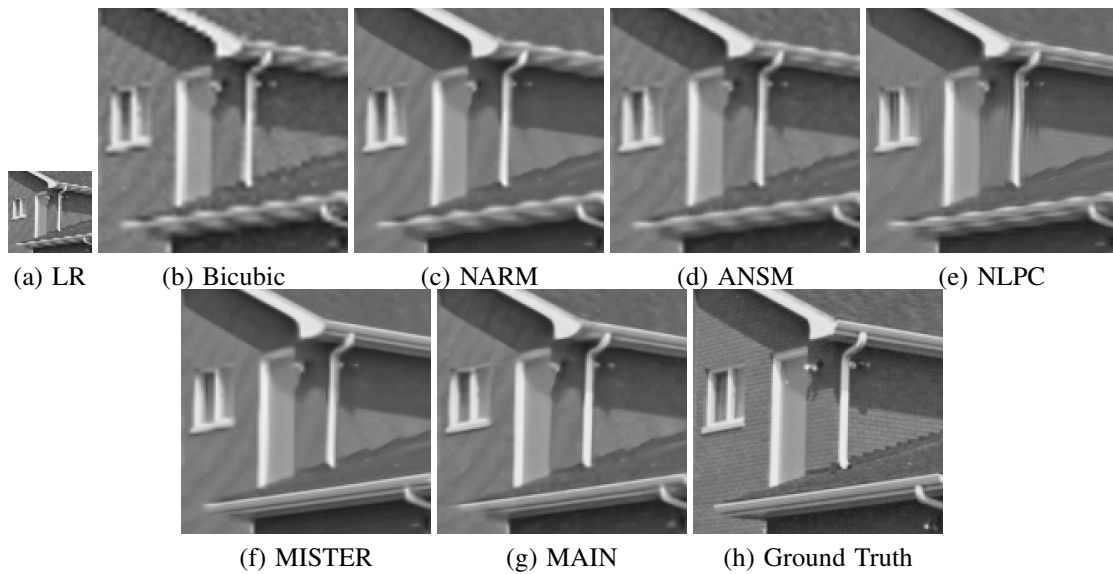 (a) LR
(b) Bicubic
(c) NARM
(d) ANSM
(e) NLPC
(f) MISTER
(g) MAIN
(h) Ground Truth